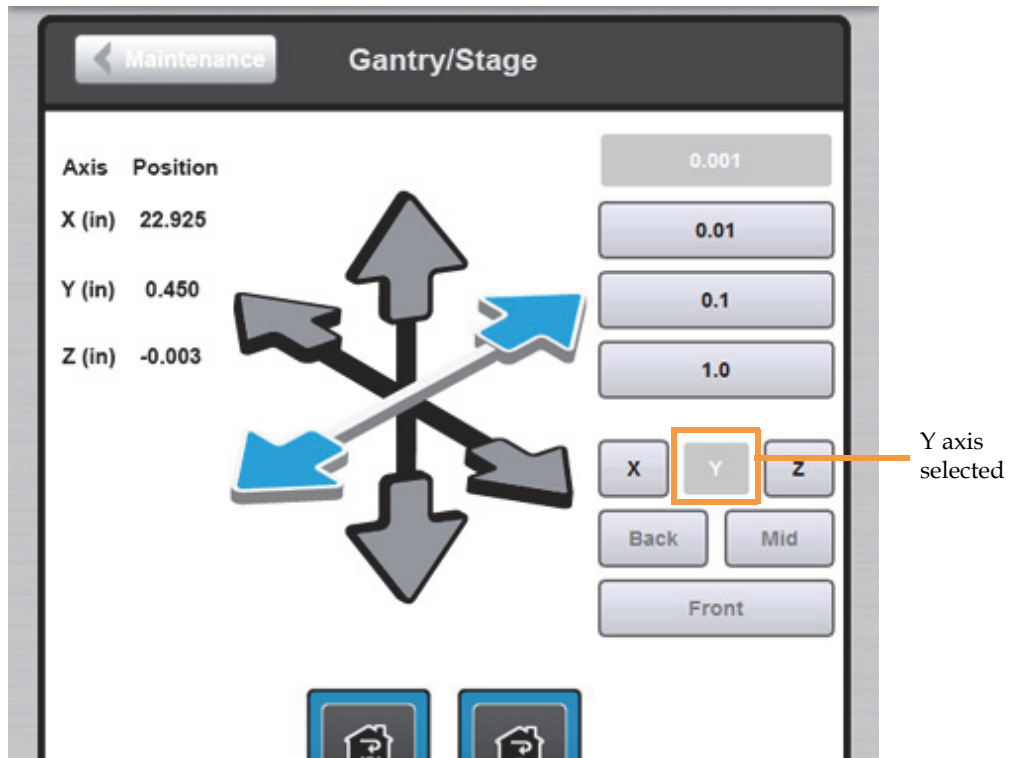 Maintenance
Gantry/Stage
Axis Position
X (in) 22.925
Y (in) 0.450
Z (in) -0.003
0.001
0.01
0.1
1.0
X Y Z
Back Mid
Front
Y axis
selected